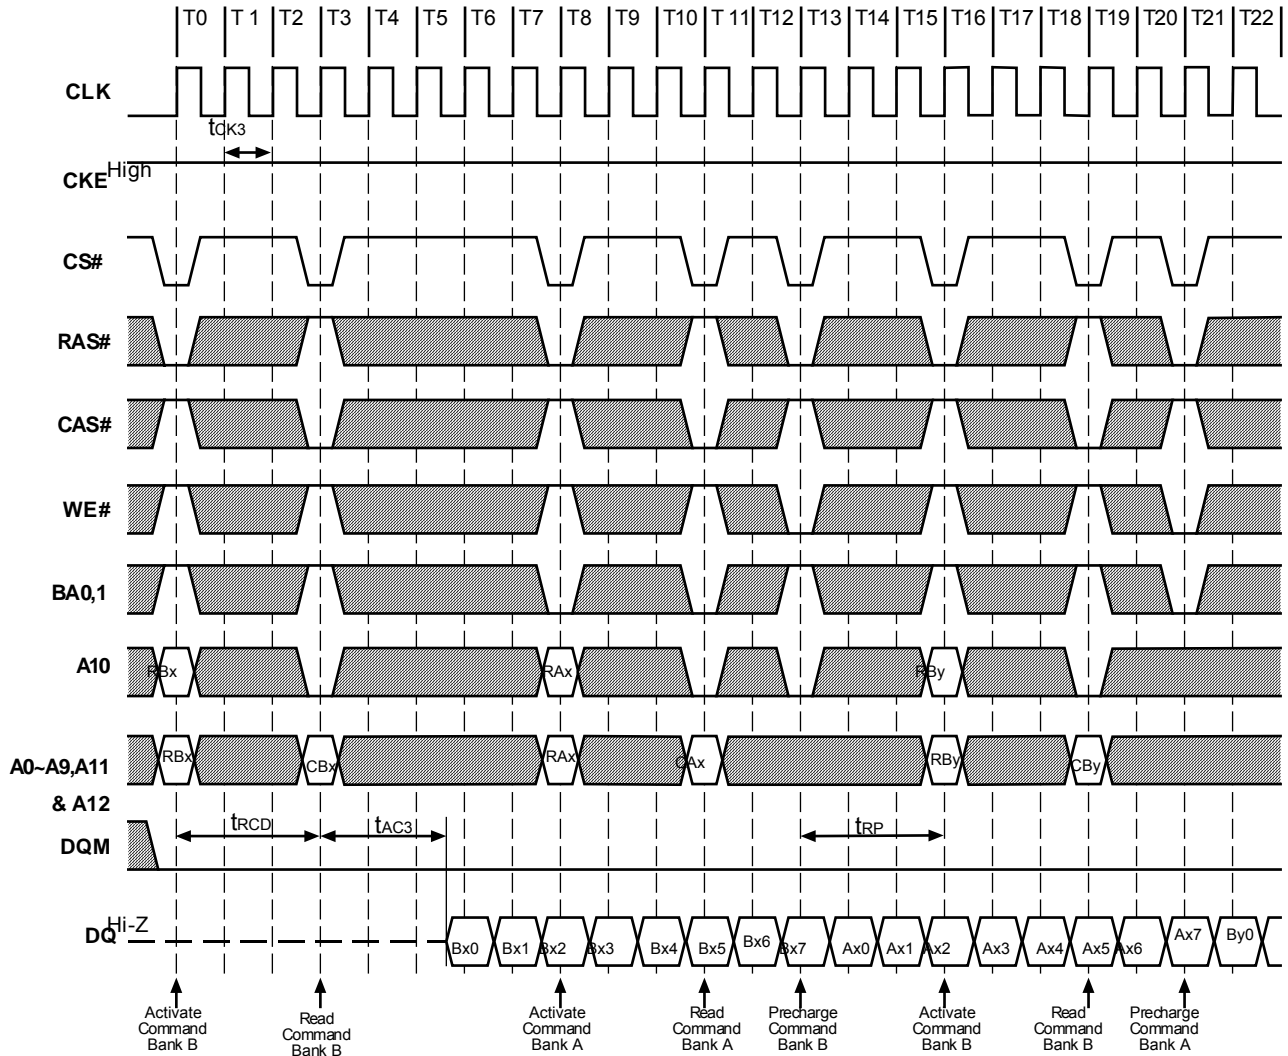 T0 T 1 T2 T3 T4 T5 T6 T7 T8 T9 T10 T 11 T12 T13 T14 T15 T16 T17 T18 T19 T20 T21 T22
CLK
tCK3
High
CKE
CS#
RAS#
CAS#
WE#
BA0,1
A10 RBx RAx RBy
A0~A9,A11 RBx CBx RAx CAx RBy CBy
& A12
tRCD tAC3 tRP
DQM
Hi-Z
DQ Bx0 Bx1 Bx2 Bx3 Bx4 Bx5 Bx6 Bx7 Ax0 Ax1 Ax2 Ax3 Ax4 Ax5 Ax6 Ax7 By0
Activate Command Bank B
Read Command Bank B
Activate Command Bank A
Read Command Bank A
Precharge Command Bank B
Activate Command Bank B
Read Command Bank B
Precharge Command Bank A